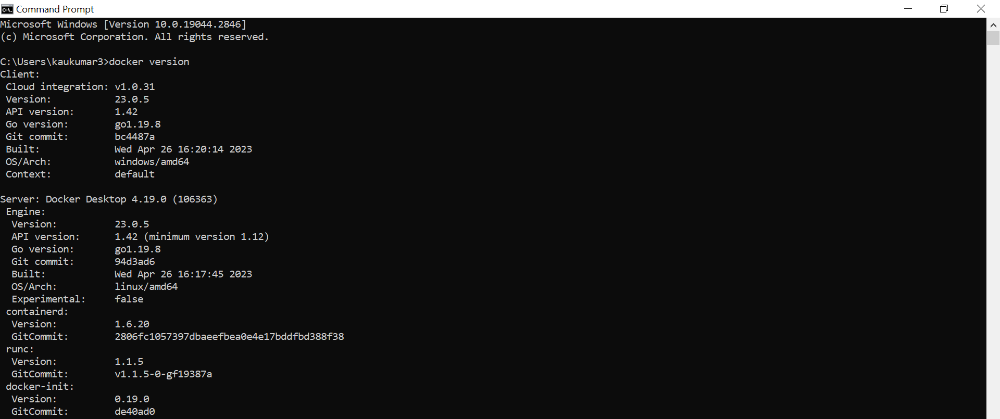 Command Prompt
Microsoft Windows [Version 10.0.19044.2846]
(c) Microsoft Corporation. All rights reserved.

C:\Users\kaukumar3>docker version
Client:
 Cloud integration: v1.0.31
 Version:           23.0.5
 API version:       1.42
 Go version:        go1.19.8
 Git commit:        bc4487a
 Built:             Wed Apr 26 16:20:14 2023
 OS/Arch:           windows/amd64
 Context:           default

Server: Docker Desktop 4.19.0 (106363)
 Engine:
  Version:          23.0.5
  API version:      1.42 (minimum version 1.12)
  Go version:       go1.19.8
  Git commit:       94d3ad6
  Built:            Wed Apr 26 16:17:45 2023
  OS/Arch:          linux/amd64
  Experimental:     false
 containerd:
  Version:          1.6.20
  GitCommit:        2806fc1057397dbaeefbea0e4e17bddfbd388f38
 runc:
  Version:          1.1.5
  GitCommit:        v1.1.5-0-gf19387a
 docker-init:
  Version:          0.19.0
  GitCommit:        de40ad0